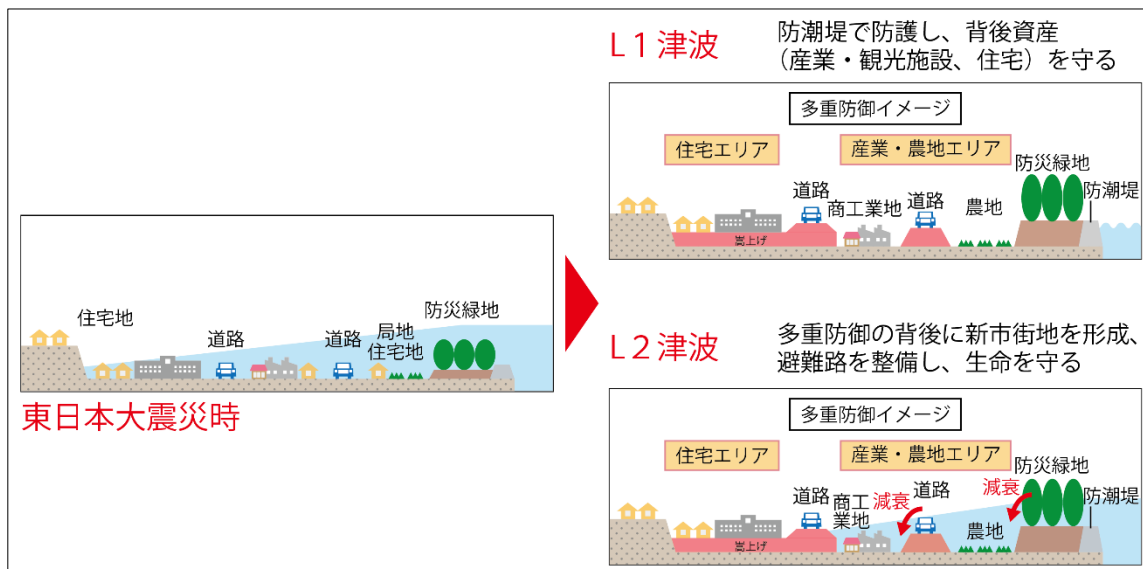 住宅地
道路
道路
局地
住宅地
防災緑地
東日本大震災時
L1津波
防潮堤で防護し、背後資産
（産業・観光施設、住宅）を守る
多重防御イメージ
住宅エリア
産業・農地エリア
道路
商工業地
道路
農地
防災緑地
防潮堤
嵩上げ
L2津波
多重防御の背後に新市街地を形成、
避難路を整備し、生命を守る
多重防御イメージ
住宅エリア
産業・農地エリア
道路
商工
業地
減衰
道路
減衰
農地
防災緑地
防潮堤
嵩上げ